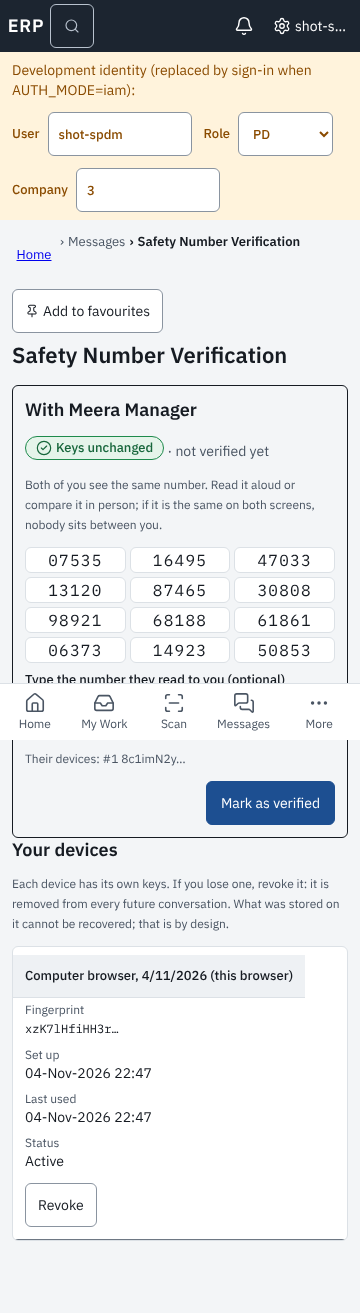 ERP
shot-s...
Development identity (replaced by sign-in when
AUTH_MODE=iam):
User shot-spdm Role PD
Company 3
Home › Messages › Safety Number Verification
Add to favourites
Safety Number Verification
With Meera Manager
Keys unchanged · not verified yet
Both of you see the same number. Read it aloud or
compare it in person; if it is the same on both screens,
nobody sits between you.
07535 16495 47033
13120 87465 30808
98921 68188 61861
06373 14923 50853
Type the number they read to you (optional)
Home My Work Scan Messages More
Their devices: #1 8c1imN2y…
Mark as verified
Your devices
Each device has its own keys. If you lose one, revoke it: it is
removed from every future conversation. What was stored on
it cannot be recovered; that is by design.
Computer browser, 4/11/2026 (this browser)
Fingerprint
xzK7lHfiHH3r…
Set up
04-Nov-2026 22:47
Last used
04-Nov-2026 22:47
Status
Active
Revoke